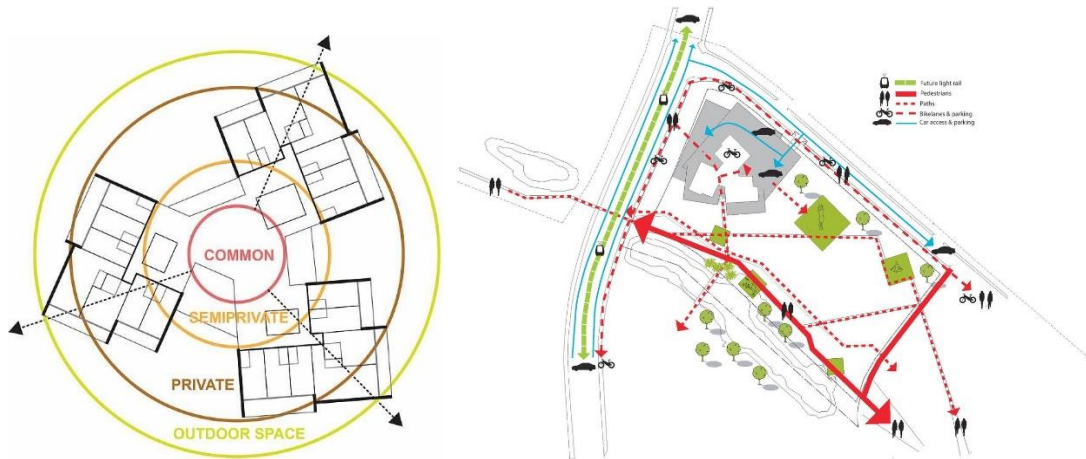 COMMON
SEMIPRIVATE
PRIVATE
OUTDOOR SPACE
Future light rail
Pedestrians
Paths
Bikelanes & parking
Car access & parking